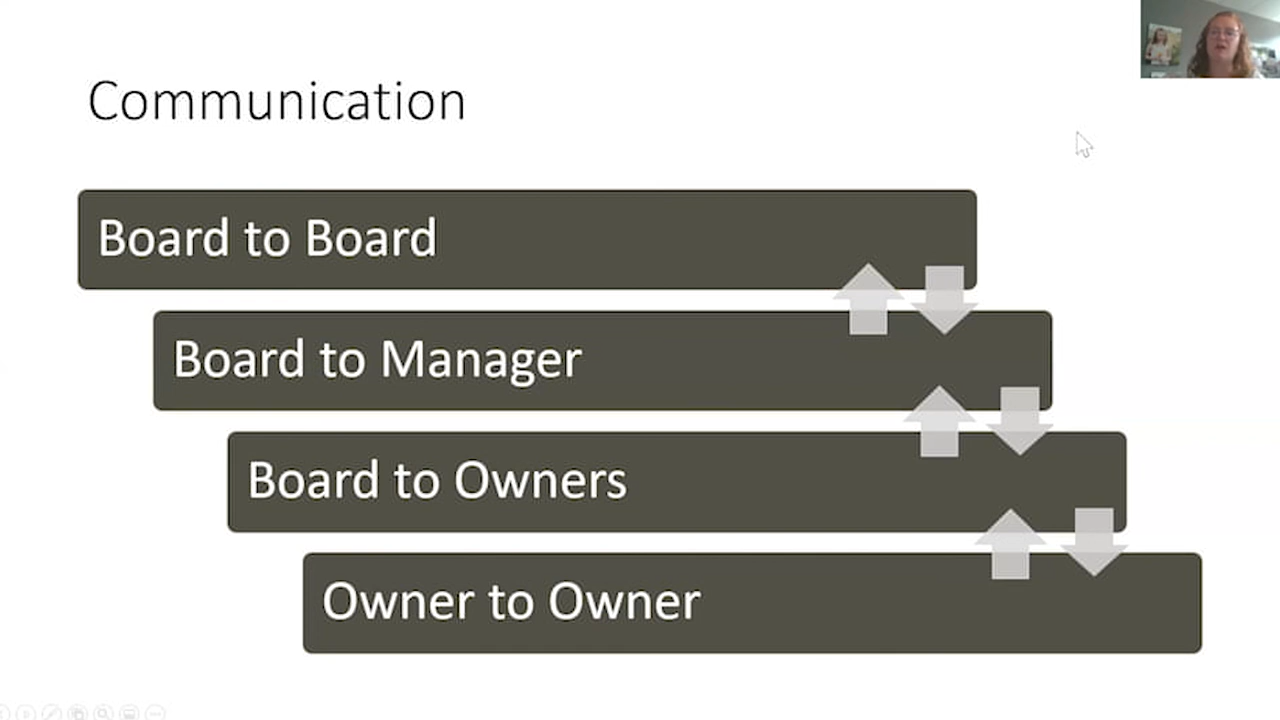 Communication
Board to Board
Board to Manager
Board to Owners
Owner to Owner